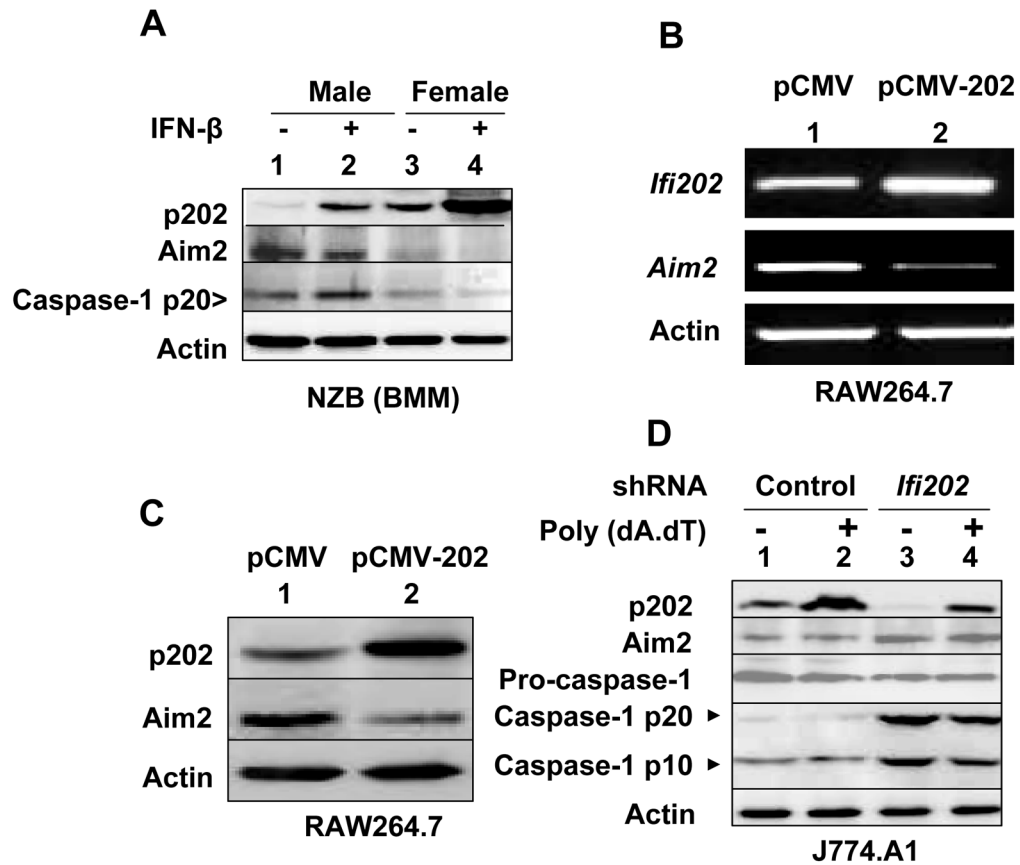 A
Male Female
IFN-β - + - +
1 2 3 4
p202
Aim2
Caspase-1 p20>
Actin
NZB (BMM)
B
pCMV pCMV-202
1 2
Ifi202
Aim2
Actin
RAW264.7
C
pCMV pCMV-202
1 2
p202
Aim2
Actin
RAW264.7
D
shRNA Control Ifi202
Poly (dA.dT) - + - +
1 2 3 4
p202
Aim2
Pro-caspase-1
Caspase-1 p20 ►
Caspase-1 p10 ►
Actin
J774.A1